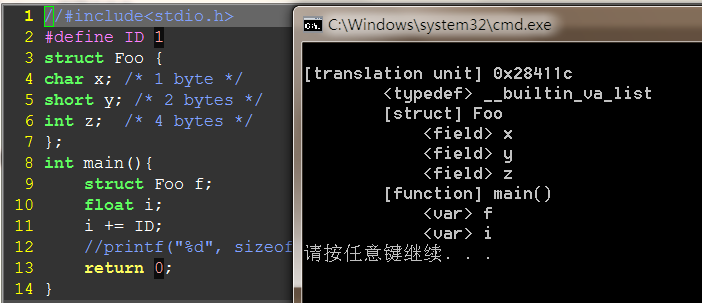 1 //#include<stdio.h>
2 #define ID 1
3 struct Foo {
4 char x; /* 1 byte */
5 short y; /* 2 bytes */
6 int z;  /* 4 bytes */
7 };
8 int main(){
9     struct Foo f;
10     float i;
11     i += ID;
12     //printf("%d", sizeof
13     return 0;
14 }
C:\Windows\system32\cmd.exe
[translation unit] 0x28411c
        <typedef> __builtin_va_list
        [struct] Foo
            <field> x
            <field> y
            <field> z
        [function] main()
            <var> f
            <var> i
请按任意键继续. . .